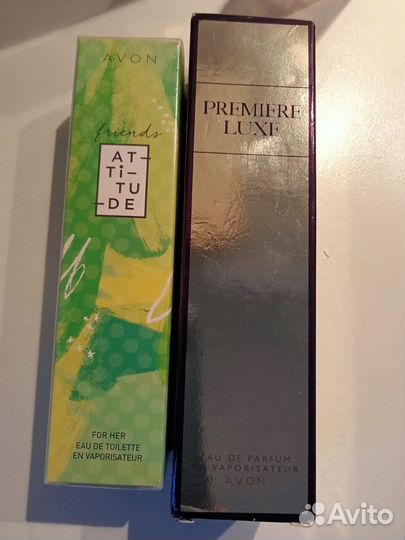 AVON
friends
AT-
-Ti-
-TU-
-DE
FOR HER
EAU DE TOILETTE
EN VAPORISATEUR
PREMIERE
LUXE
EAU DE PARFUM
EN VAPORISATEUR
AVON
Avito